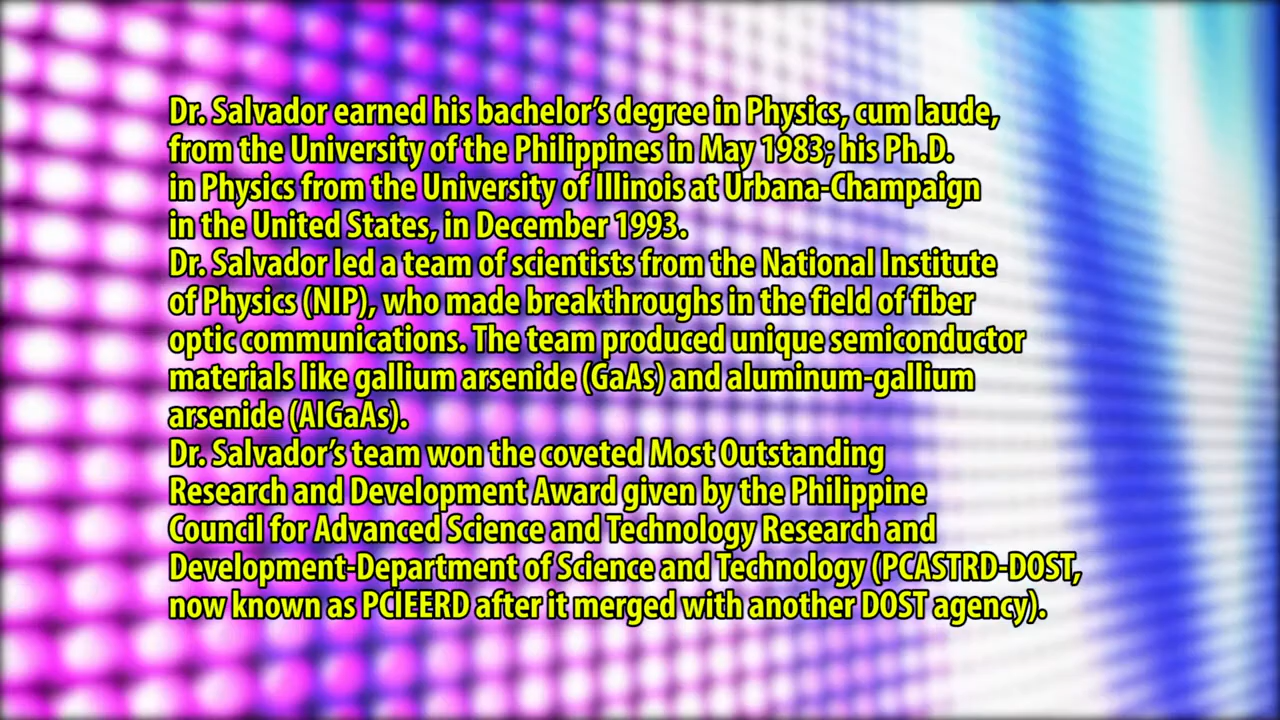 Dr. Salvador earned his bachelor’s degree in Physics, cum laude,
from the University of the Philippines in May 1983; his Ph.D.
in Physics from the University of Illinois at Urbana-Champaign
in the United States, in December 1993.
Dr. Salvador led a team of scientists from the National Institute
of Physics (NIP), who made breakthroughs in the field of fiber
optic communications. The team produced unique semiconductor
materials like gallium arsenide (GaAs) and aluminum-gallium
arsenide (AlGaAs).
Dr. Salvador’s team won the coveted Most Outstanding
Research and Development Award given by the Philippine
Council for Advanced Science and Technology Research and
Development-Department of Science and Technology (PCASTRD-DOST,
now known as PCIEERD after it merged with another DOST agency).